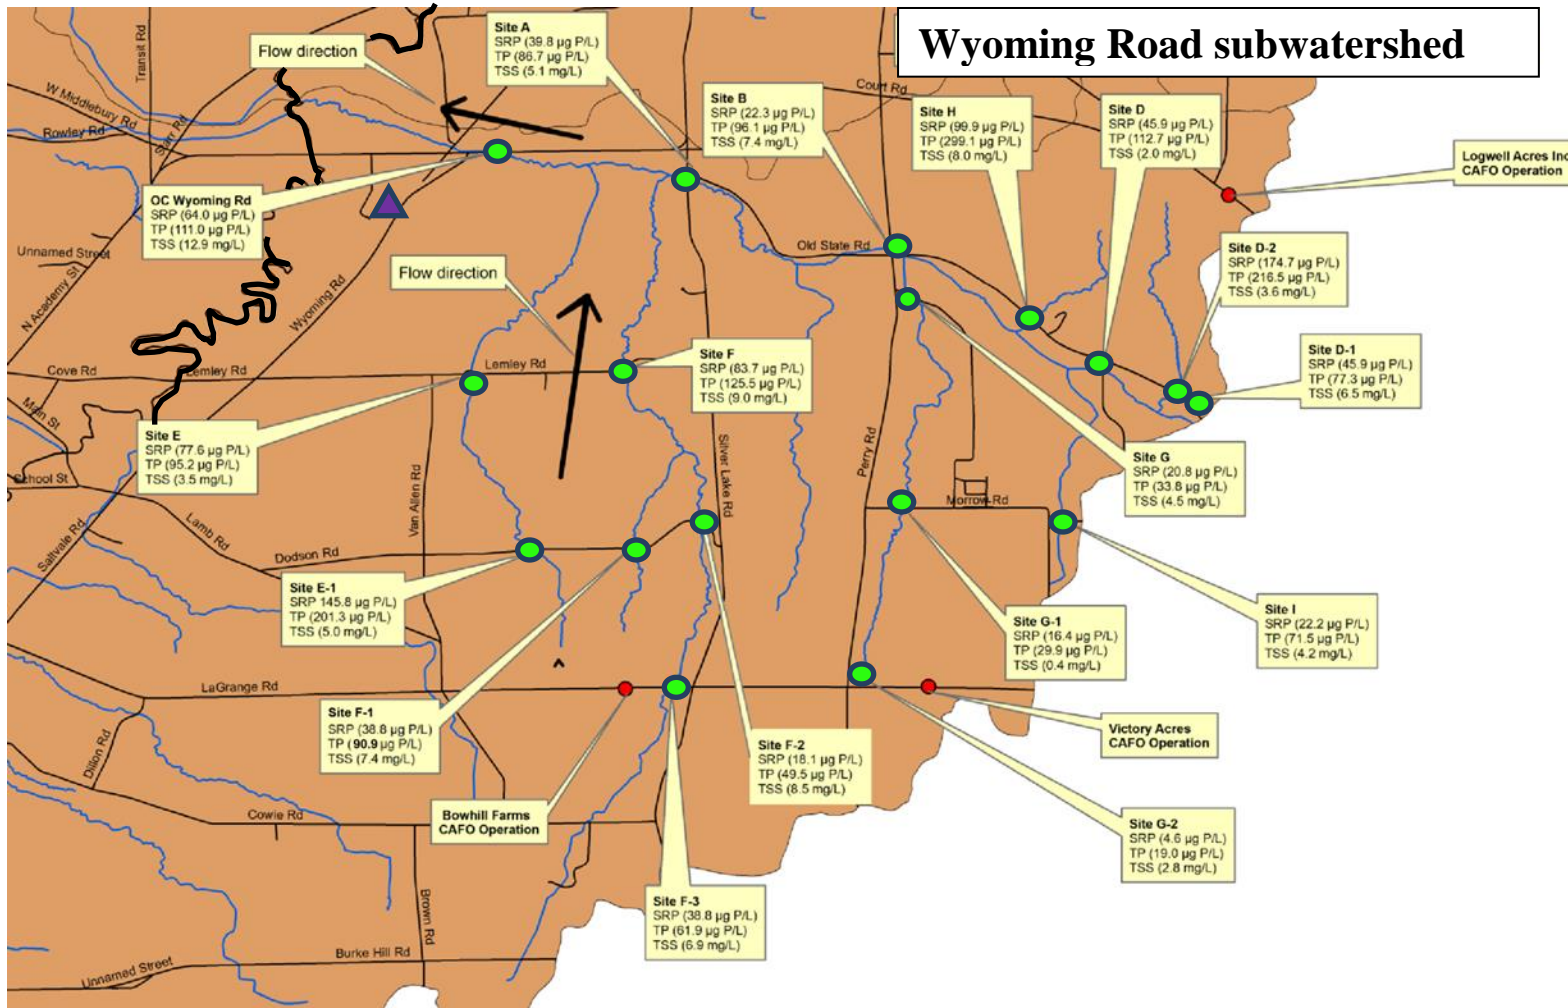 Wyoming Road subwatershed
Flow direction
Site A
SRP (39.8 µg P/L)
TP (86.7 µg P/L)
TSS (5.1 mg/L)
Site B
SRP (22.3 µg P/L)
TP (96.1 µg P/L)
TSS (7.4 mg/L)
Court Rd
Site H
SRP (99.9 µg P/L)
TP (299.1 µg P/L)
TSS (8.0 mg/L)
Site D
SRP (45.9 µg P/L)
TP (112.7 µg P/L)
TSS (2.0 mg/L)
Logwell Acres Inc
CAFO Operation
Transit Rd
W Middlebury Rd
Rowley Rd
Starr Rd
OC Wyoming Rd
SRP (64.0 µg P/L)
TP (111.0 µg P/L)
TSS (12.9 mg/L)
Unnamed Street
N Academy St
Wyoming Rd
Flow direction
Old State Rd
Site D-2
SRP (174.7 µg P/L)
TP (216.5 µg P/L)
TSS (3.6 mg/L)
Site D-1
SRP (45.9 µg P/L)
TP (77.3 µg P/L)
TSS (6.5 mg/L)
Cove Rd
Lemley Rd
Lemley Rd
Site F
SRP (83.7 µg P/L)
TP (125.5 µg P/L)
TSS (9.0 mg/L)
Main St
Site E
SRP (77.6 µg P/L)
TP (95.2 µg P/L)
TSS (3.5 mg/L)
School St
Van Allen Rd
Silver Lake Rd
Perry Rd
Site G
SRP (20.8 µg P/L)
TP (33.8 µg P/L)
TSS (4.5 mg/L)
Morrow Rd
Saltvale Rd
Lamb Rd
Dodson Rd
Site E-1
SRP 145.8 µg P/L)
TP (201.3 µg P/L)
TSS (5.0 mg/L)
Site G-1
SRP (16.4 µg P/L)
TP (29.9 µg P/L)
TSS (0.4 mg/L)
Site I
SRP (22.2 µg P/L)
TP (71.5 µg P/L)
TSS (4.2 mg/L)
^
LaGrange Rd
Site F-1
SRP (38.8 µg P/L)
TP (90.9 µg P/L)
TSS (7.4 mg/L)
Dillon Rd
Site F-2
SRP (18.1 µg P/L)
TP (49.5 µg P/L)
TSS (8.5 mg/L)
Victory Acres
CAFO Operation
Bowhill Farms
CAFO Operation
Cowie Rd
Site G-2
SRP (4.6 µg P/L)
TP (19.0 µg P/L)
TSS (2.8 mg/L)
Brown Rd
Site F-3
SRP (38.8 µg P/L)
TP (61.9 µg P/L)
TSS (6.9 mg/L)
Burke Hill Rd
Unnamed Street